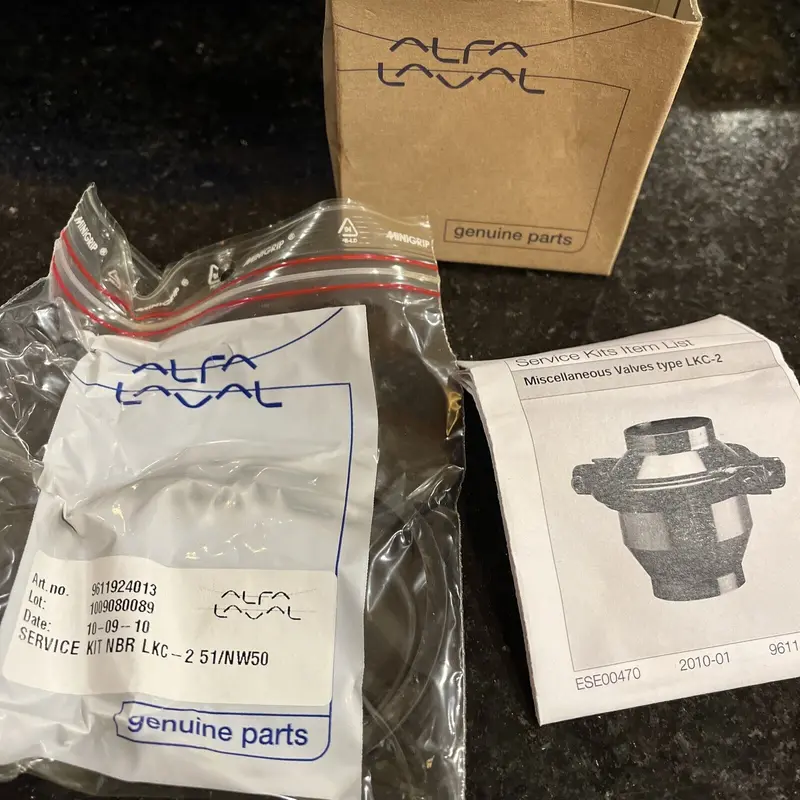 ALFA
LAVAL
genuine parts
MINIGRIP ®
MINIGRIP ®
MINIGRIP
ALFA
LAVAL
Art.no. 9611924013
Lot: 1009080089
Date: 10-09--10
SERVICE KIT NBR LKC-2 51/NW50
ALFA
LAVAL
genuine parts
Service Kits Item List
Miscellaneous Valves type LKC-2
ESE00470 2010-01 9611